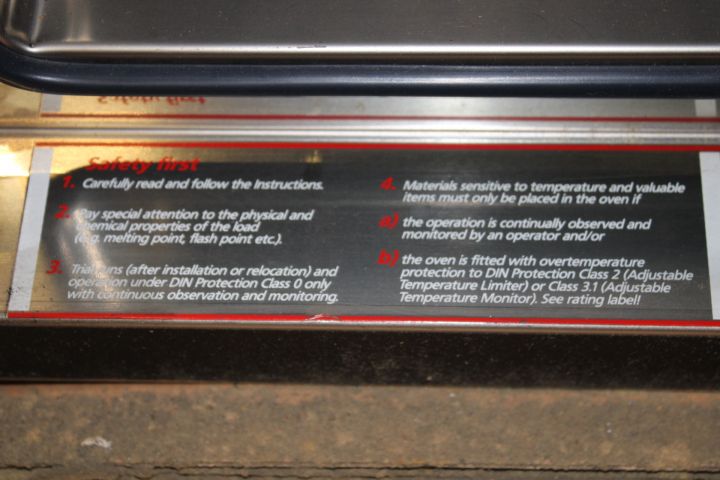 Safety first
Safety first
1. Carefully read and follow the Instructions.
2. Pay special attention to the physical and
chemical properties of the load
(e.g. melting point, flash point etc.).
3. Trial runs (after installation or relocation) and
operation under DIN Protection Class 0 only
with continuous observation and monitoring.
4. Materials sensitive to temperature and valuable
items must only be placed in the oven if
a) the operation is continually observed and
monitored by an operator and/or
b) the oven is fitted with overtemperature
protection to DIN Protection Class 2 (Adjustable
Temperature Limiter) or Class 3.1 (Adjustable
Temperature Monitor). See rating label!